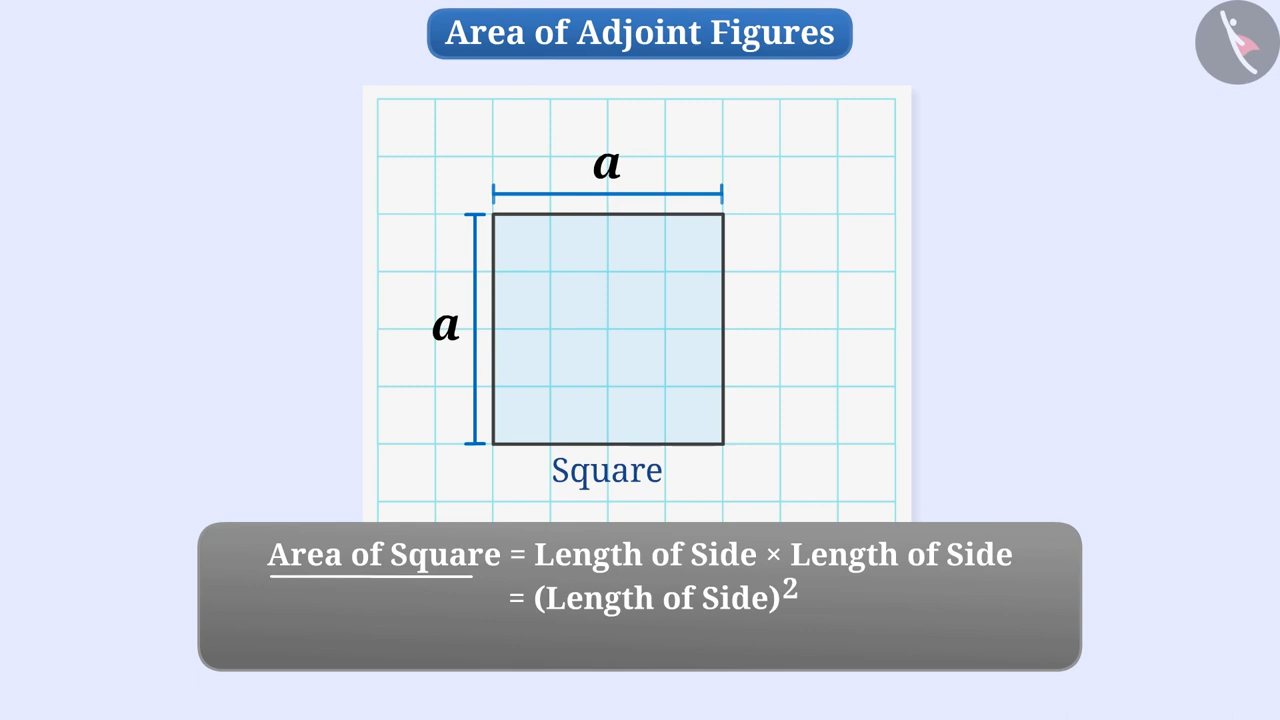 Area of Adjoint Figures
a
a
Square
Area of Square = Length of Side × Length of Side
= (Length of Side)²